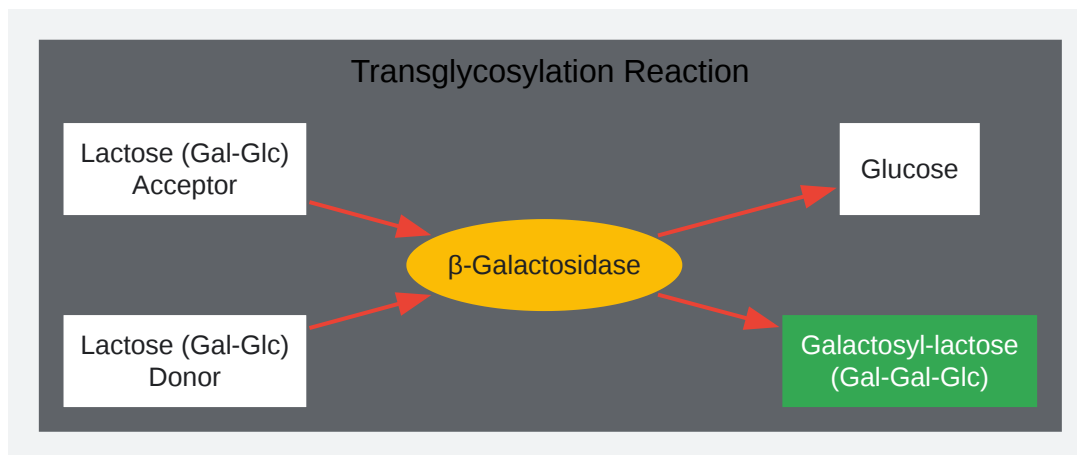 Transglycosylation Reaction
Lactose (Gal-Glc)
Acceptor
Glucose
β-Galactosidase
Lactose (Gal-Glc)
Donor
Galactosyl-lactose
(Gal-Gal-Glc)